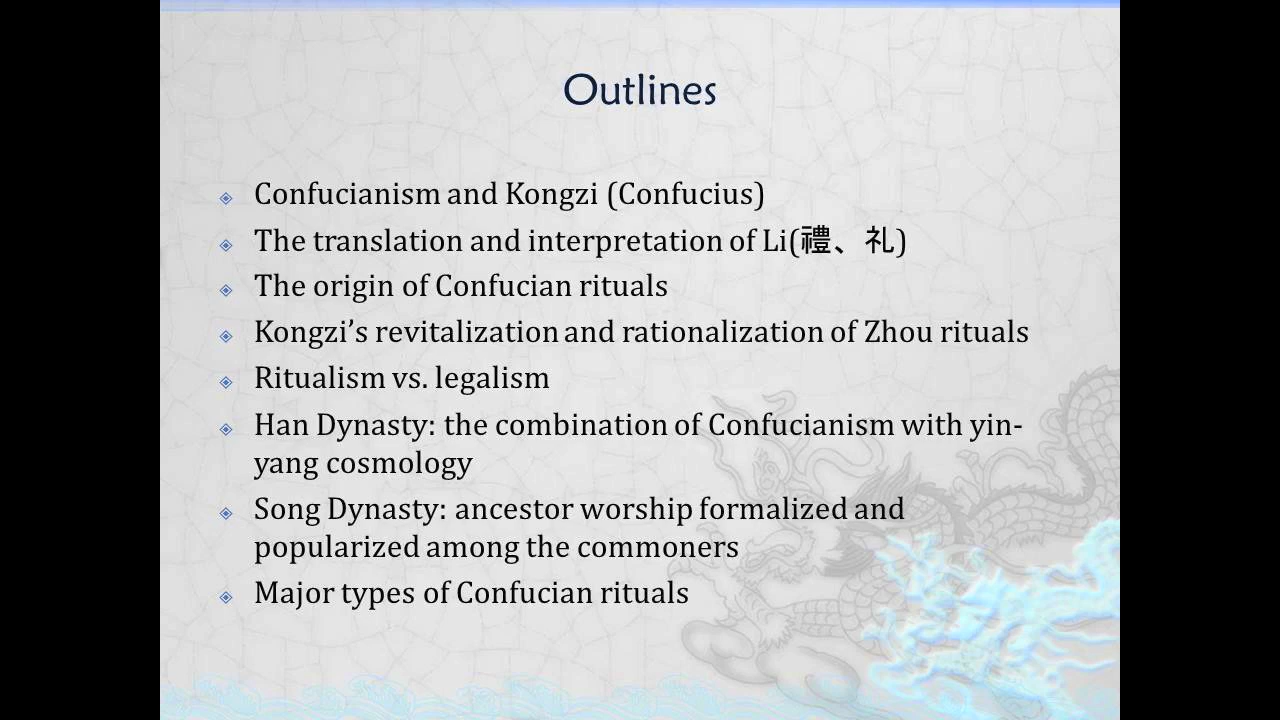 Outlines
Confucianism and Kongzi (Confucius)
The translation and interpretation of Li(禮、礼)
The origin of Confucian rituals
Kongzi’s revitalization and rationalization of Zhou rituals
Ritualism vs. legalism
Han Dynasty: the combination of Confucianism with yin-
yang cosmology
Song Dynasty: ancestor worship formalized and
popularized among the commoners
Major types of Confucian rituals